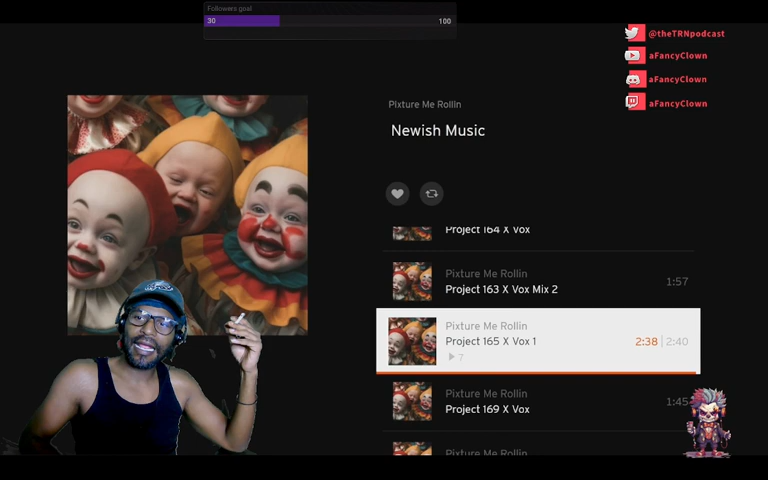 Followers goal
30
100
@theTRNpodcast
aFancyClown
aFancyClown
aFancyClown
Pixture Me Rollin
Newish Music
Project 164 X Vox
Pixture Me Rollin
Project 163 X Vox Mix 2
1:57
Pixture Me Rollin
Project 165 X Vox 1
2:38 | 2:40
7
Pixture Me Rollin
Project 169 X Vox
1:45
Pixture Me Rollin